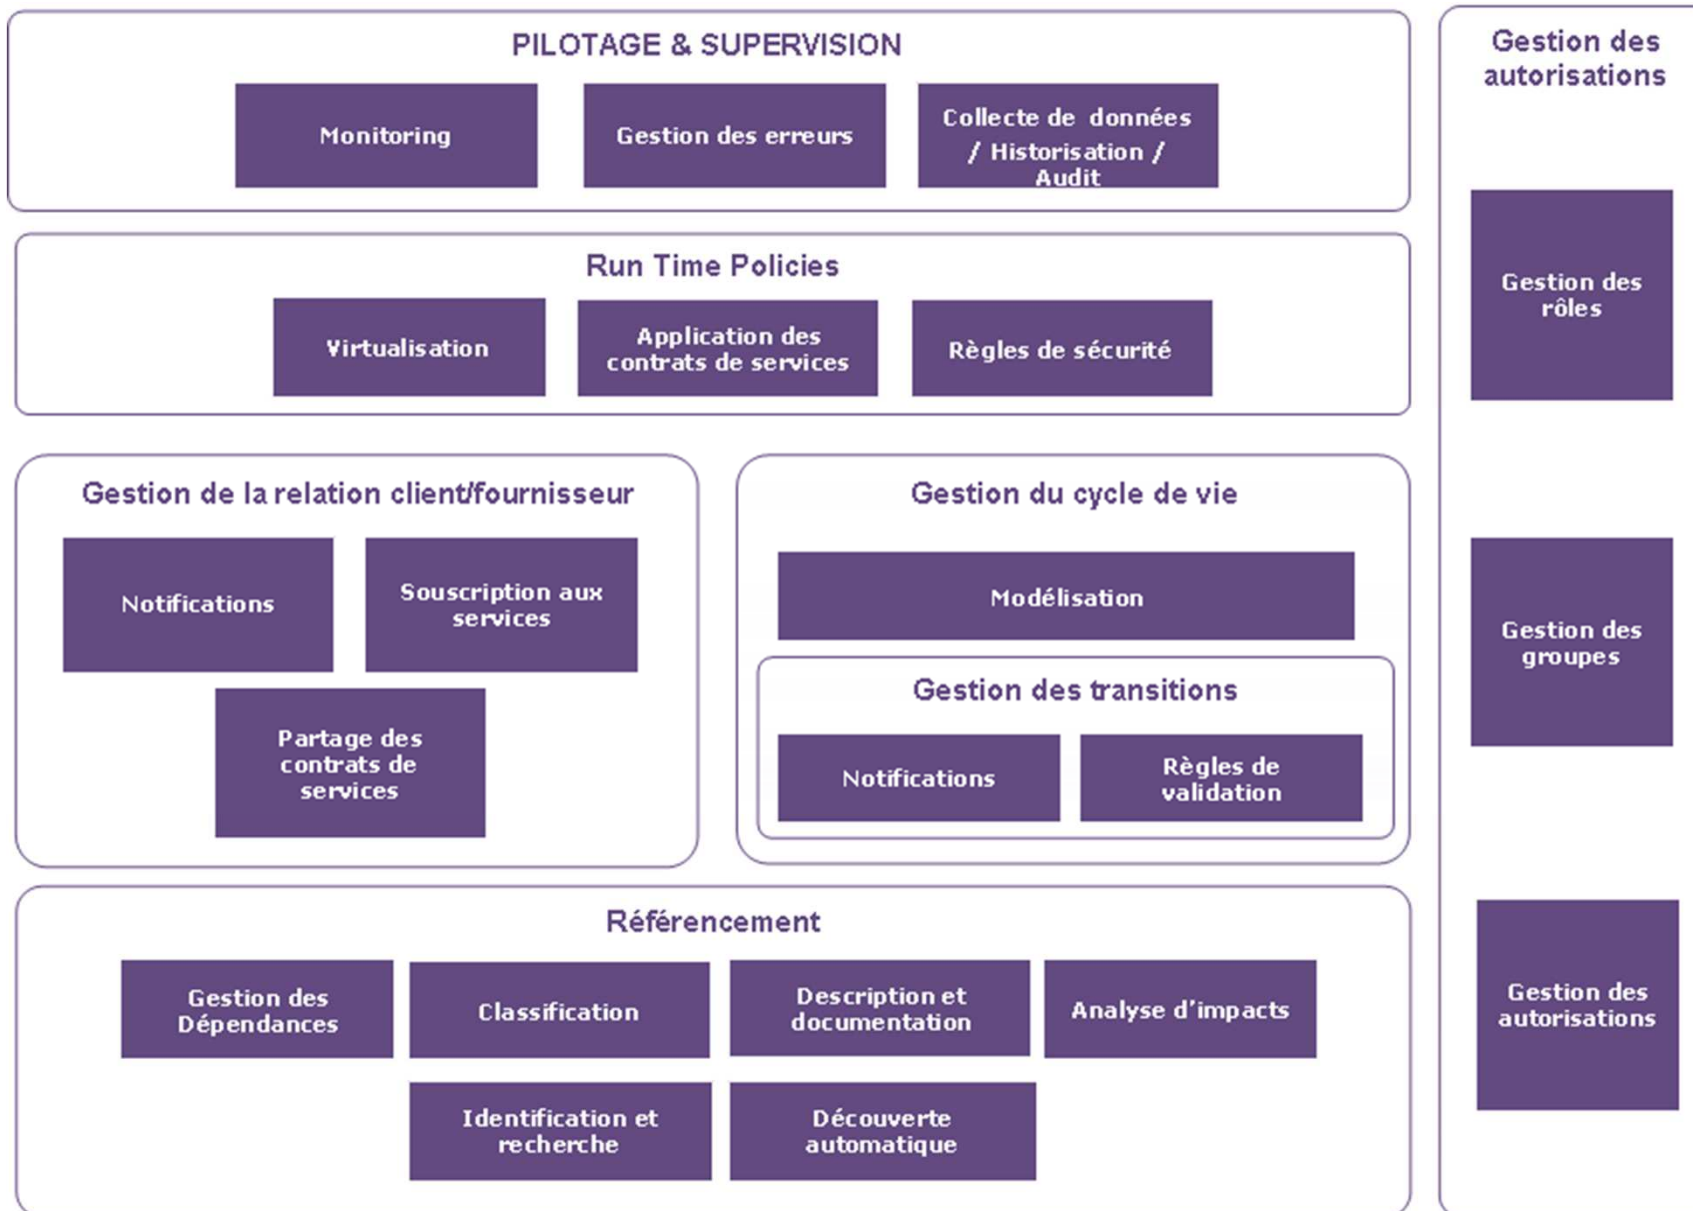 PILOTAGE & SUPERVISION
Monitoring
Gestion des erreurs
Collecte de données
/ Historisation /
Audit
Run Time Policies
Virtualisation
Application des
contrats de services
Règles de sécurité
Gestion de la relation client/fournisseur
Notifications
Souscription aux
services
Partage des
contrats de
services
Gestion du cycle de vie
Modélisation
Gestion des transitions
Notifications
Règles de
validation
Référencement
Gestion des
Dépendances
Classification
Description et
documentation
Analyse d'impacts
Identification et
recherche
Découverte
automatique
Gestion des
autorisations
Gestion des
rôles
Gestion des
groupes
Gestion des
autorisations